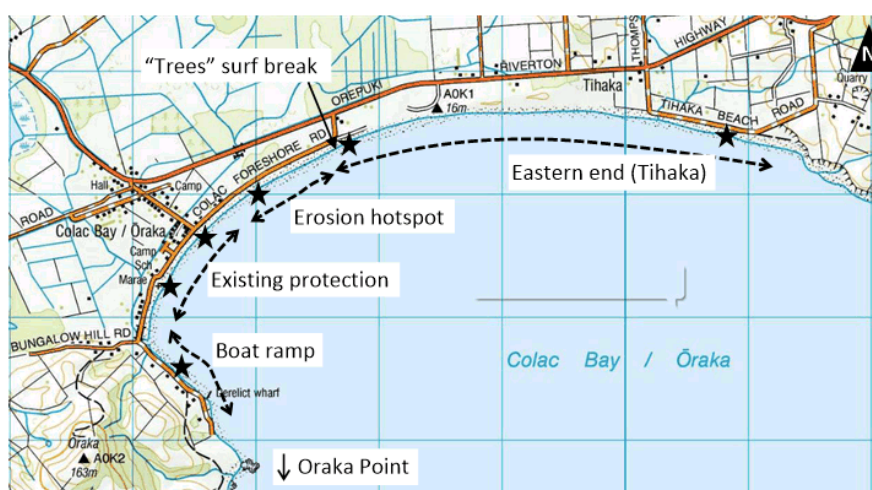 N
"Trees" surf break
OREPUKI
RIVERTON
HIGHWAY
THOMPS
Tihaka
Quarry
A0K1
16m
TIHAKA BEACH ROAD
COLAC FORESHORE RD
Eastern end (Tihaka)
Hall
Camp
ROAD
Colac Bay / Ōraka
Erosion hotspot
Camp
Sch
Marae
Existing protection
BUNGALOW HILL RD
Boat ramp
Colac Bay / Ōraka
Derelict wharf
Oraka
A0K2
163m
Oraka Point